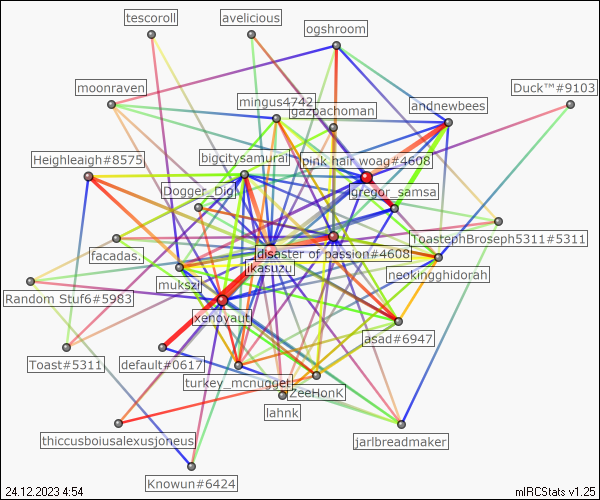 tescoroll
avelicious
ogshroom
moonraven
Duck™#9103
mingus4742
gazpachoman
andnewbees
Heighleaigh#8575
bigcitysamurai
pink hair woag#4608
Dogger_Digh
gregor_samsa
facadas.
disaster of passion#4608
ToastephBroseph5311#5311
ikasuzu
neokingghidorah
mukszi
Random Stuf6#5983
xenoyaut
asad#6947
Toast#5311
default#0617
turkey_mcnugget
ZeeHonK
lahnk
thiccusboiusalexusjoneus
jarlbreadmaker
Knowun#6424
24.12.2023 4:54
mIRCStats v1.25